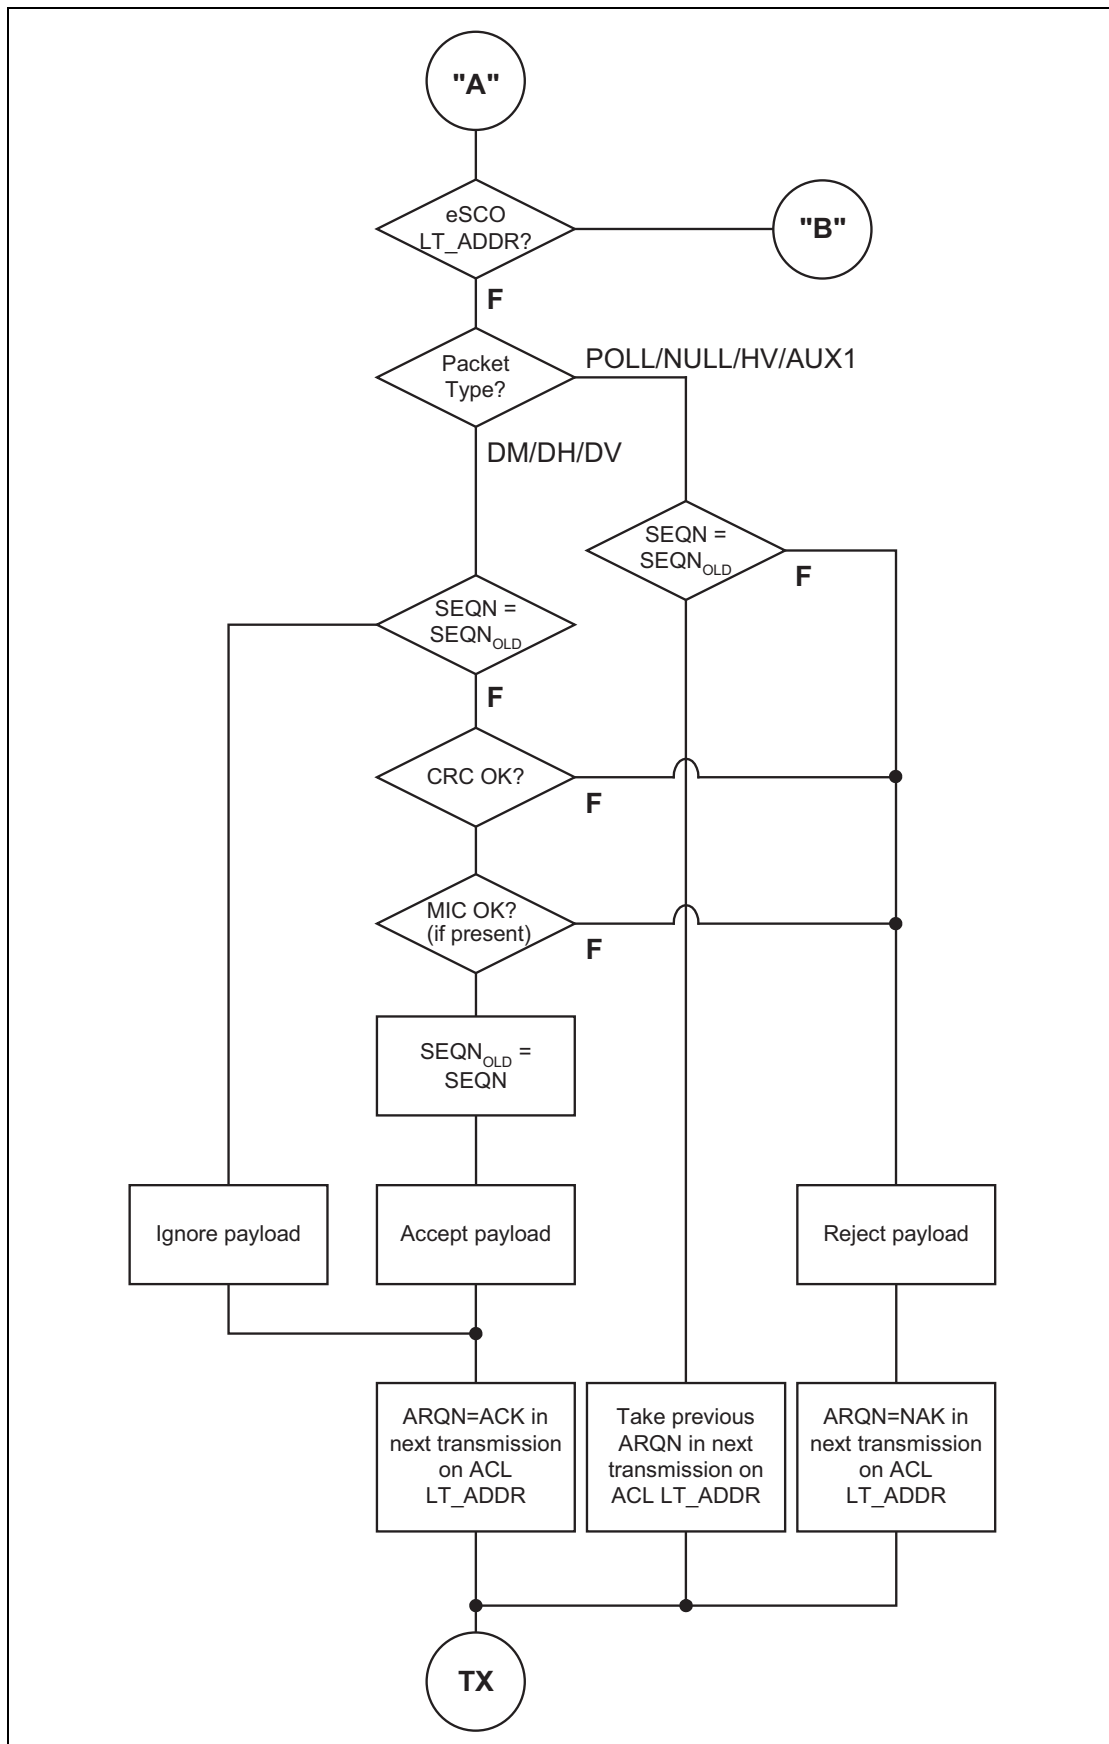 "A"
eSCO
LT_ADDR?
"B"
F
Packet
Type?
POLL/NULL/HV/AUX1
DM/DH/DV
SEQN =
SEQN_OLD
F
SEQN =
SEQN_OLD
F
CRC OK?
F
MIC OK?
(if present)
F
SEQN_OLD =
SEQN
Ignore payload
Accept payload
Reject payload
ARQN=ACK in
next transmission
on ACL
LT_ADDR
Take previous
ARQN in next
transmission on
ACL LT_ADDR
ARQN=NAK in
next transmission
on ACL
LT_ADDR
TX